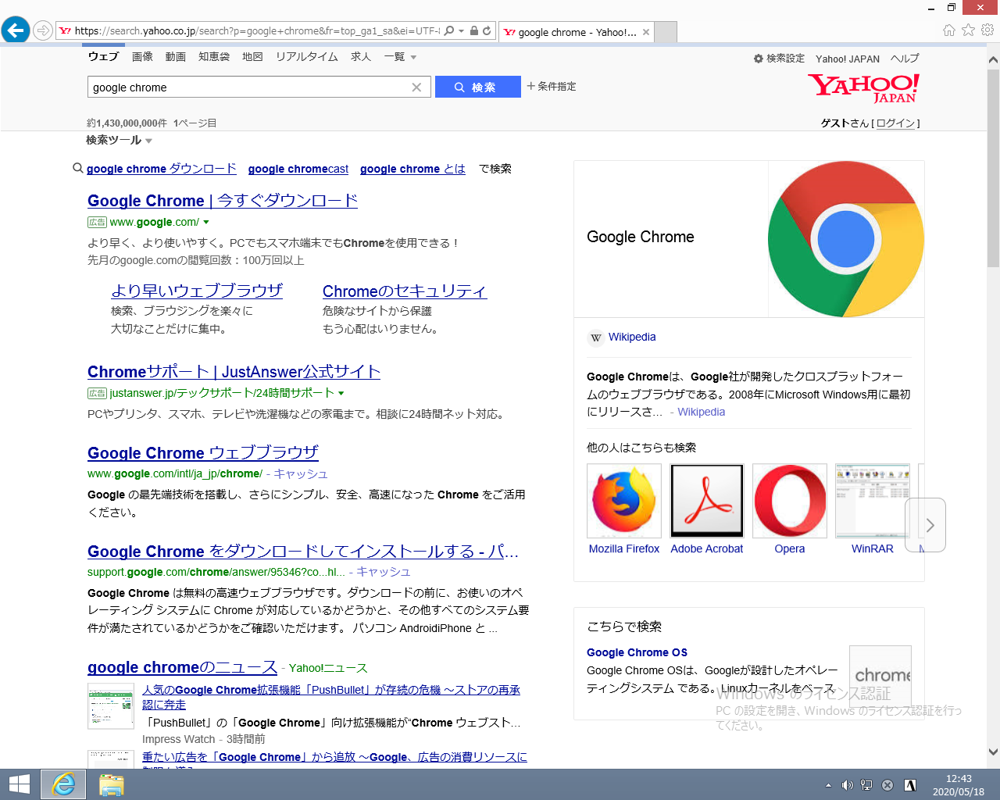 https://search.yahoo.co.jp/search?p=google+chrome&fr=top_ga1_sa&ei=UTF-8
google chrome - Yahoo!...
ウェブ 画像 動画 知恵袋 地図 リアルタイム 求人 一覧
検索設定 Yahoo! JAPAN ヘルプ
google chrome
検索
条件指定
YAHOO! JAPAN
約1,430,000,000件 1ページ目
ゲストさん [ ログイン ]
検索ツール
google chrome ダウンロード google chromecast google chrome とは で検索
Google Chrome | 今すぐダウンロード
広告 www.google.com/
より早く、より使いやすく。PCでもスマホ端末でもChromeを使用できる！
先月のgoogle.comの閲覧回数：100万回以上
より早いウェブブラウザ
検索、ブラウジングを楽々に
大切なことだけに集中。
Chromeのセキュリティ
危険なサイトから保護
もう心配はいりません。
Chromeサポート | JustAnswer公式サイト
広告 justanswer.jp/テックサポート/24時間サポート
PCやプリンタ、スマホ、テレビや洗濯機などの家電まで。相談に24時間ネット対応。
Google Chrome ウェブブラウザ
www.google.com/intl/ja_jp/chrome/ - キャッシュ
Google の最先端技術を搭載し、さらにシンプル、安全、高速になった Chrome をご活用
ください。
Google Chrome をダウンロードしてインストールする - パ...
support.google.com/chrome/answer/95346?co...hl... - キャッシュ
Google Chrome は無料の高速ウェブブラウザです。ダウンロードの前に、お使いのオペ
レーティング システムに Chrome が対応しているかどうかと、その他すべてのシステム要
件が満たされているかどうかをご確認いただけます。 パソコン AndroidiPhone と ...
google chromeのニュース - Yahoo!ニュース
人気のGoogle Chrome拡張機能「PushBullet」が存続の危機 ～ストアの再承
認に奔走
「PushBullet」の「Google Chrome」向け拡張機能が“Chrome ウェブスト...
Impress Watch - 3時間前
重たい広告を「Google Chrome」から追放 ～Google、広告の消費リソースに
Google Chrome
Wikipedia
Google Chromeは、Google社が開発したクロスプラットフォー
ムのウェブブラウザである。2008年にMicrosoft Windows用に最初
にリリースさ... - Wikipedia
他の人はこちらも検索
Mozilla Firefox Adobe Acrobat Opera WinRAR
こちらで検索
Google Chrome OS
Google Chrome OSは、Googleが設計したオペレー
ティングシステム である。Linuxカーネルをベース
chrome
Windows のライセンス認証
PC の設定を開き、Windows のライセンス認証を行っ
てください。
12:43
2020/05/18